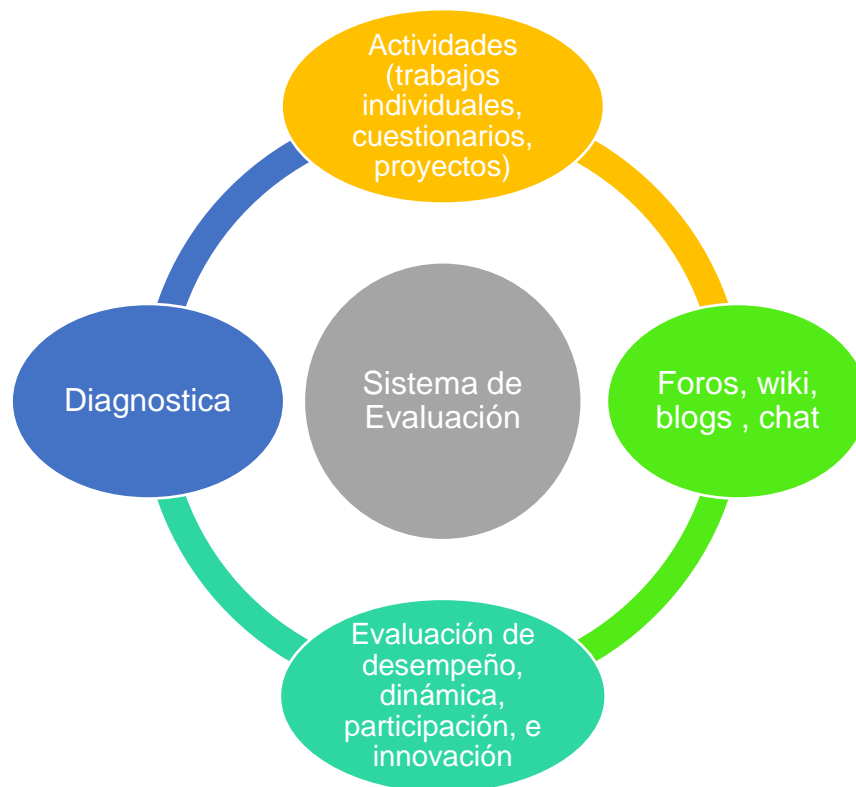 Actividades
(trabajos
individuales,
cuestionarios,
proyectos)
Diagnostica
Sistema de
Evaluación
Foros, wiki,
blogs , chat
Evaluación de
desempeño,
dinámica,
participación, e
innovación